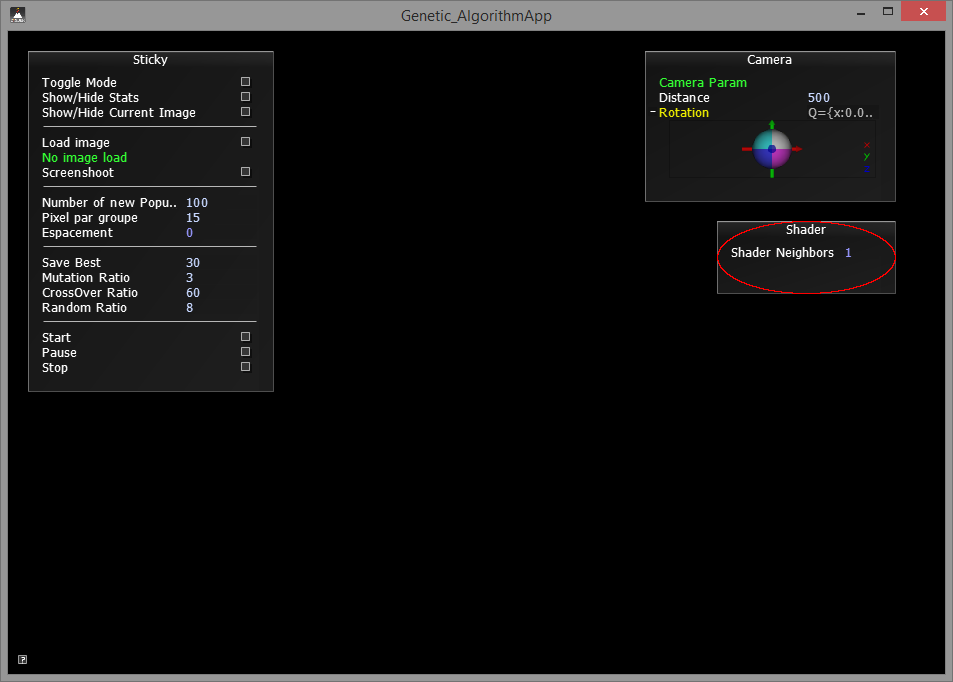 Genetic_AlgorithmApp
Sticky
Toggle Mode
Show/Hide Stats
Show/Hide Current Image
Load image
No image load
Screenshoot
Number of new Popu.. 100
Pixel par groupe 15
Espacement 0
Save Best 30
Mutation Ratio 3
CrossOver Ratio 60
Random Ratio 8
Start
Pause
Stop
Camera
Camera Param
Distance 500
Rotation Q={x:0.0..
X
Y
Shader
Shader Neighbors 1
?